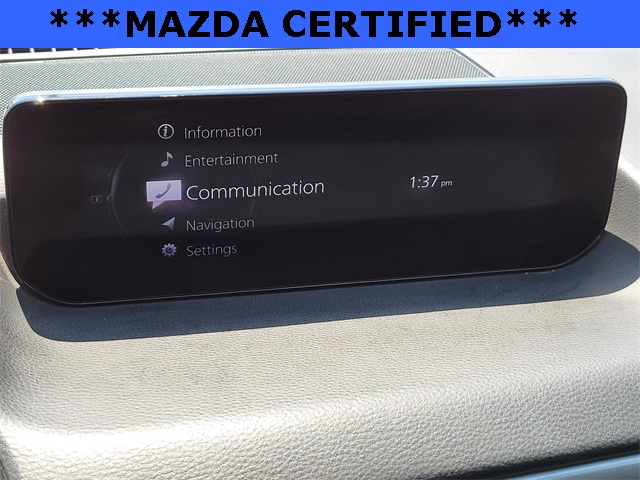 ***MAZDA CERTIFIED***
Information
Entertainment
Communication
1:37 pm
Navigation
Settings